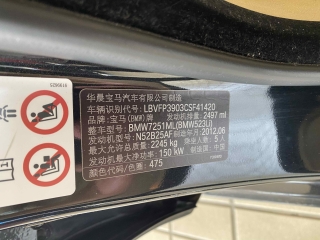 华晨宝马汽车有限公司制造
车辆识别代号: LBVFP3903CSF41420
品牌: 宝马(BMW)牌 发动机排量: 2497 ml
整车型号: BMW7251ML(BMW523Li)
发动机型号: N52B25AF 制造年月: 2012.06
最大允许总质量: 2245 kg 乘坐人数: 5人
发动机最大净功率: 150 kW 制造国: 中国
颜色代码/色差: 475